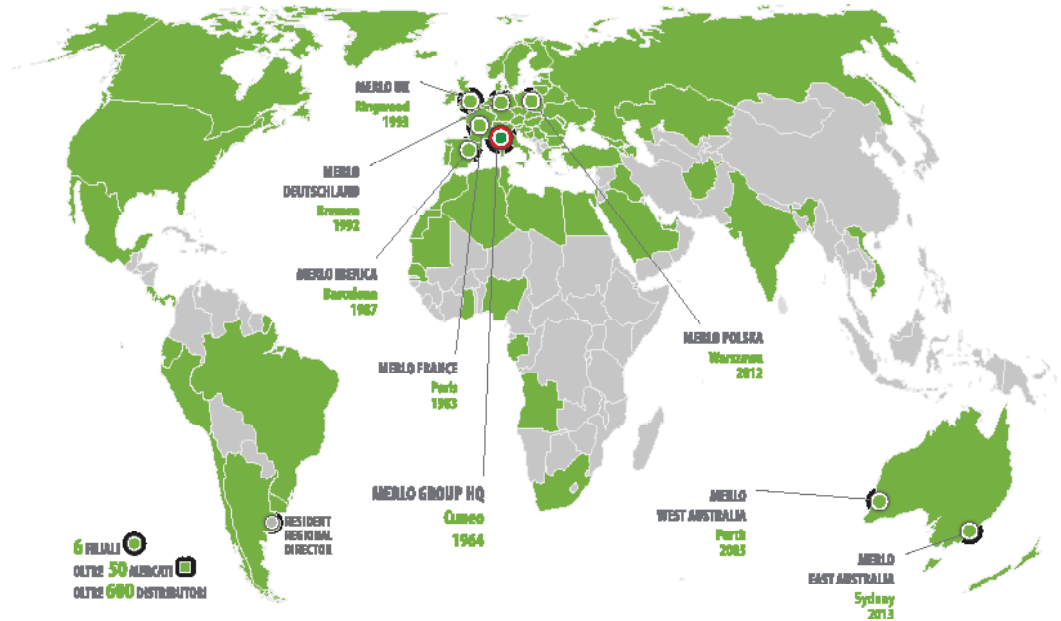 MERLO UK
Ringwood
1993
MERLO
DEUTSCHLAND
Bremen
1992
MERLO IBERICA
Barcelona
1987
MERLO FRANCE
Paris
1983
MERLO GROUP HQ
Cuneo
1964
MERLO POLSKA
Warszawa
2012
MERLO
WEST AUSTRALIA
Perth
2005
MERLO
EAST AUSTRALIA
Sydney
2013
RESIDENT
REGIONAL
DIRECTOR
6 FILIALI
OLTRE 50 MERCATI
OLTRE 600 DISTRIBUTORI